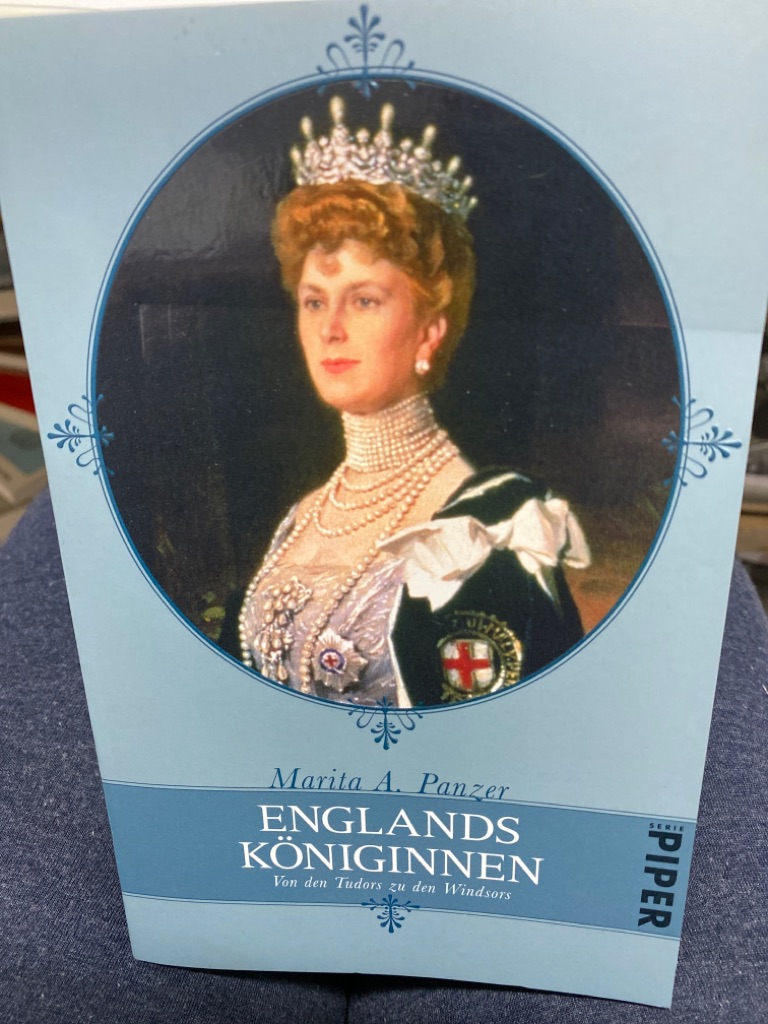 Marita A. Panzer
ENGLANDS
KÖNIGINNEN
Von den Tudors zu den Windsors
SERIE
PIPER